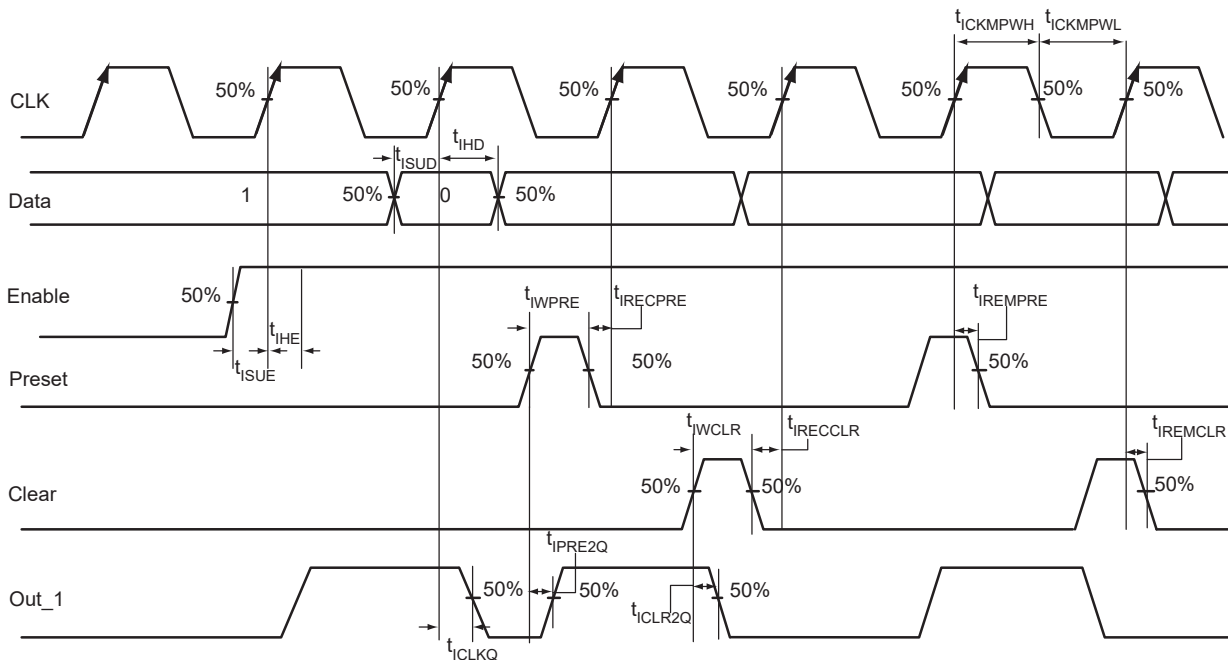 tICKMPWH
tICKMPWL
CLK
50%
50%
50%
50%
50%
50%
50%
tISUD
tIHD
Data
1
50%
0
50%
Enable
50%
tIHE
tISUE
tIWPRE
tIRECPRE
tIREMPRE
Preset
50%
50%
50%
tIWCLR
tIRECCLR
tIREMCLR
Clear
50%
50%
50%
tIPRE2Q
Out_1
50%
50%
50%
tICLR2Q
tICLKQ